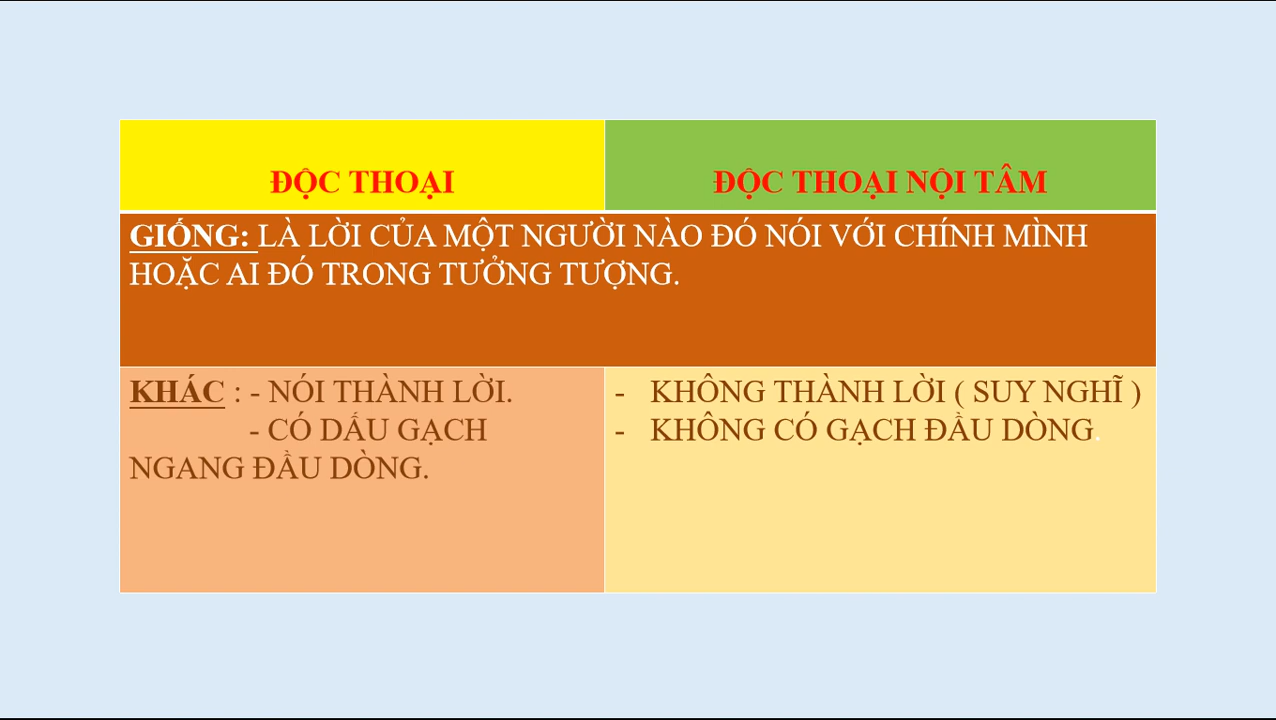 ĐỘC THOẠI
ĐỘC THOẠI NỘI TÂM
GIỐNG: LÀ LỜI CỦA MỘT NGƯỜI NÀO ĐÓ NÓI VỚI CHÍNH MÌNH
HOẶC AI ĐÓ TRONG TƯỞNG TƯỢNG.
KHÁC : - NÓI THÀNH LỜI.
- CÓ DẤU GẠCH
NGANG ĐẦU DÒNG.
- KHÔNG THÀNH LỜI ( SUY NGHĨ )
- KHÔNG CÓ GẠCH ĐẦU DÒNG.